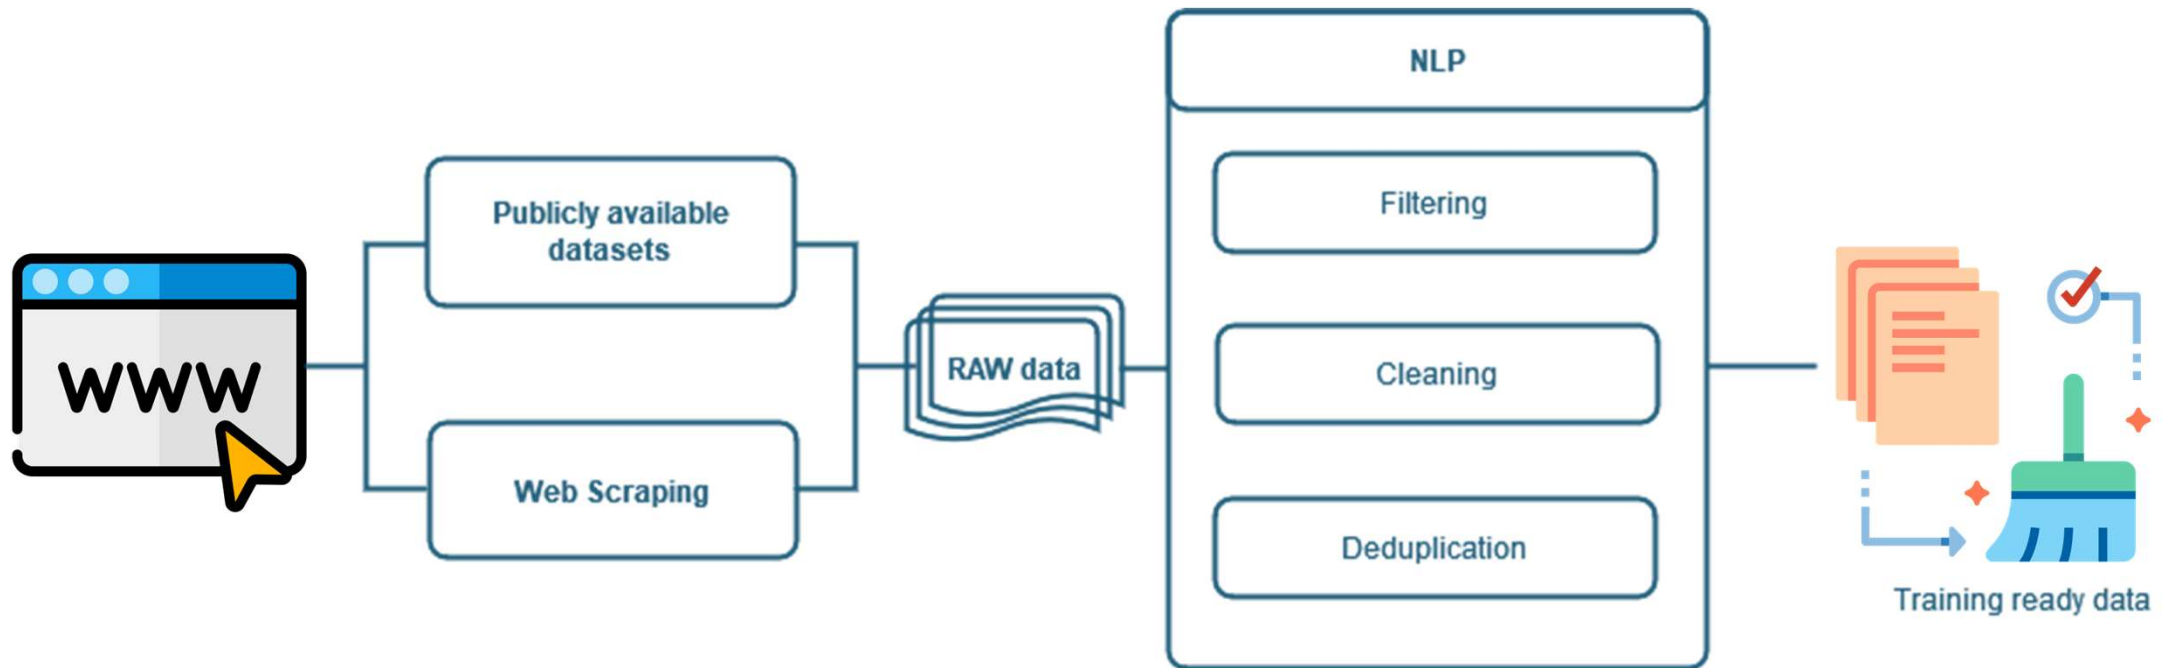 www
Publicly available
datasets
Web Scraping
RAW data
NLP
Filtering
Cleaning
Deduplication
Training ready data